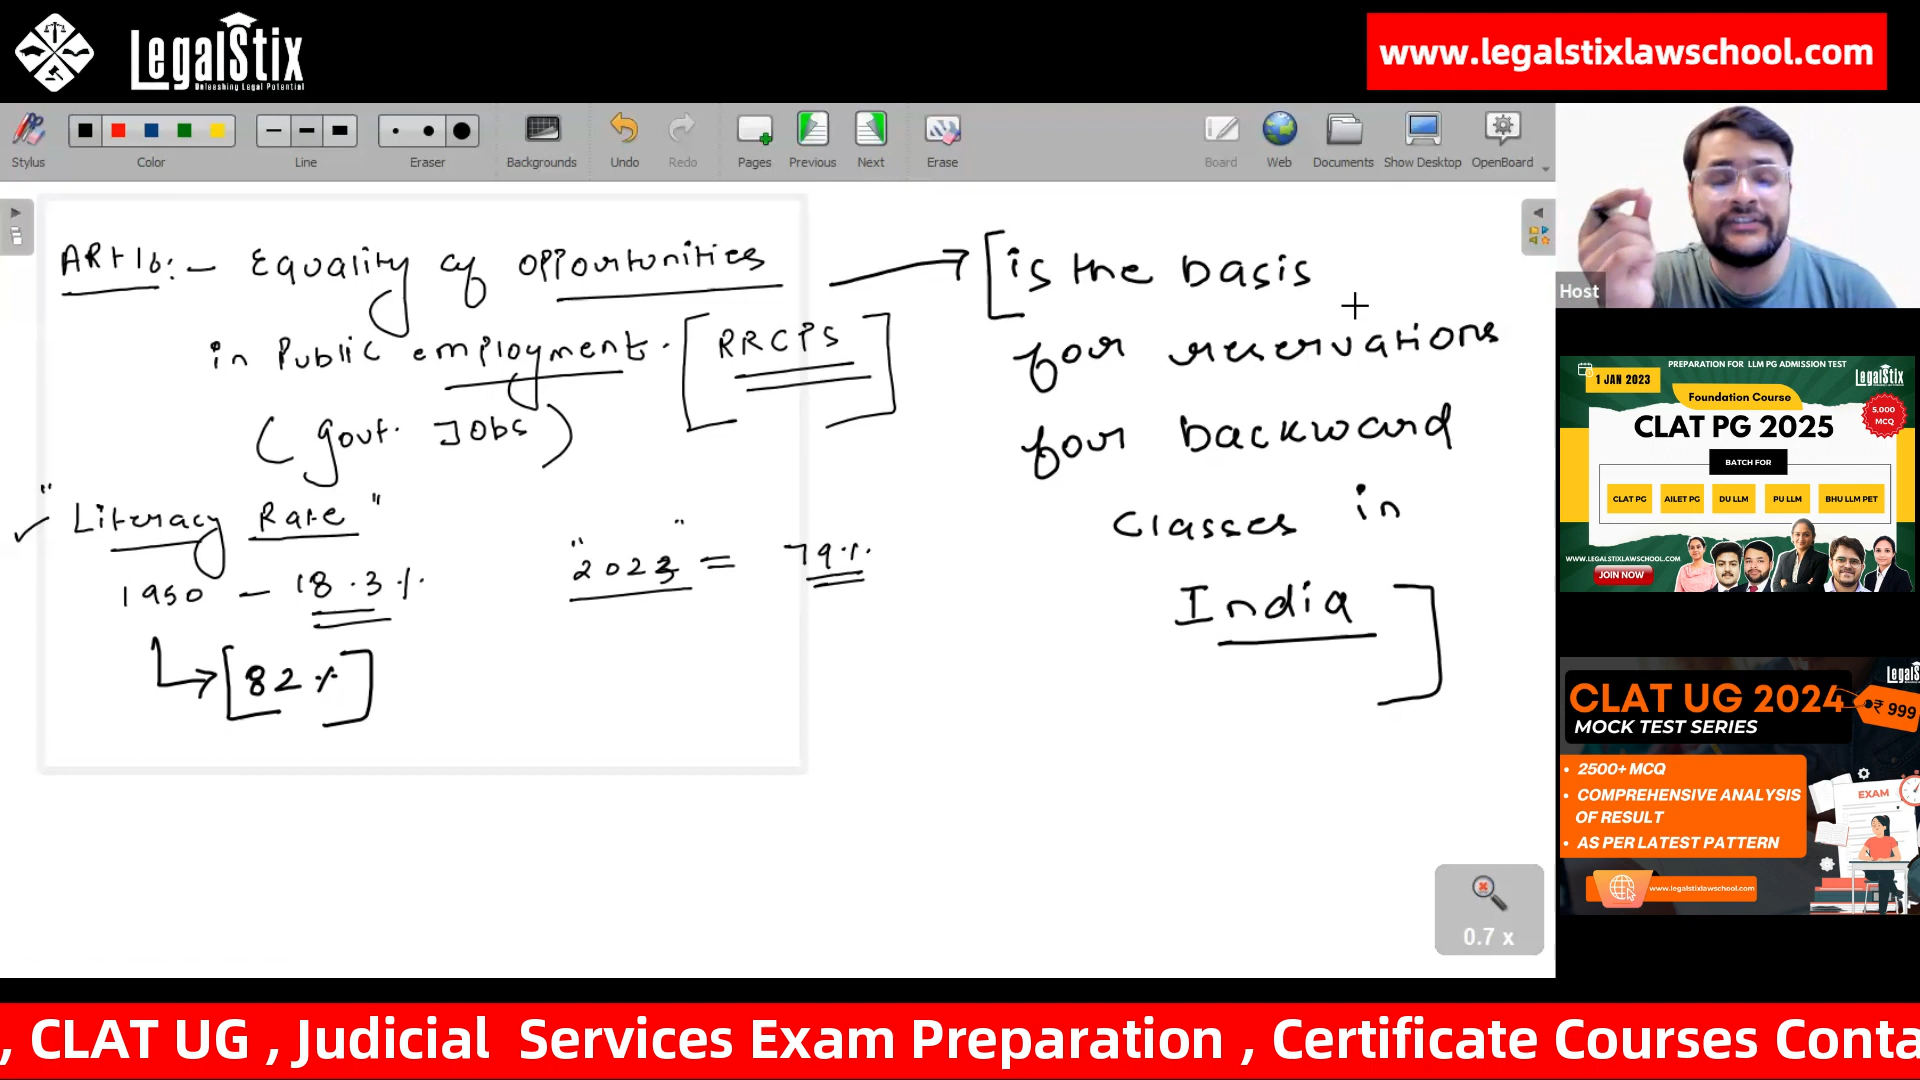 LegalStix
Unleashing Legal Potential
www.legalstixlawschool.com
Stylus
Color
Line
Eraser
Backgrounds
Undo
Redo
Pages
Previous
Next
Erase
Board
Web
Documents
Show Desktop
OpenBoard
ART 16:- Equality of opportunities
in Public employment. [RRCPS]
(Govt. Jobs)
"Literacy Rate"
1950 - 18.3%
[82%]
"2023" = 79%
[is the basis
for reservations
for backward
classes in
India]
0.7 x
Host
1 JAN 2023
PREPARATION FOR LLM PG ADMISSION TEST
LegalStix
Foundation Course
5,000
MCQ
CLAT PG 2025
BATCH FOR
CLAT PG
AILET PG
DU LLM
PU LLM
BHU LLM PET
WWW.LEGALSTIXLAWSCHOOL.COM
JOIN NOW
CLAT UG 2024
MOCK TEST SERIES
₹ 999
• 2500+ MCQ
• COMPREHENSIVE ANALYSIS
OF RESULT
• AS PER LATEST PATTERN
EXAM
www.legalstixlawschool.com
, CLAT UG , Judicial Services Exam Preparation , Certificate Courses Conta